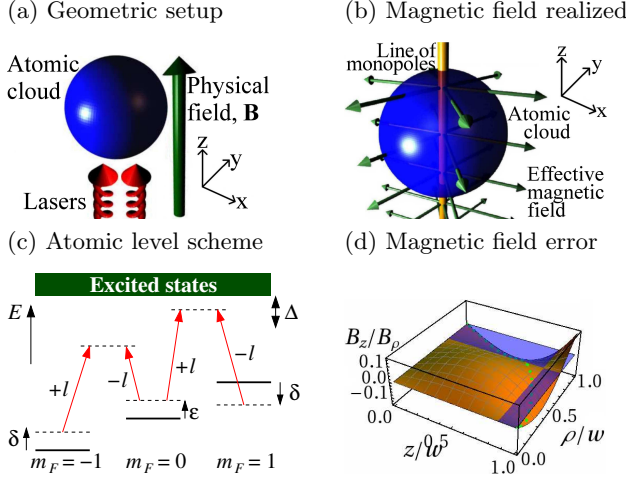 (a) Geometric setup
Atomic
cloud
Physical
field, B
Lasers
z
y
x
(b) Magnetic field realized
Line of
monopoles
Atomic
cloud
Effective
magnetic
field
z
y
x
(c) Atomic level scheme
Excited states
E
Δ
+l
-l
+l
-l
δ
ε
δ
m_F = -1
m_F = 0
m_F = 1
(d) Magnetic field error
B_z/B_ρ
0.1
0.0
-0.1
0.0
0.5
1.0
z/w
0.0
0.5
1.0
ρ/w